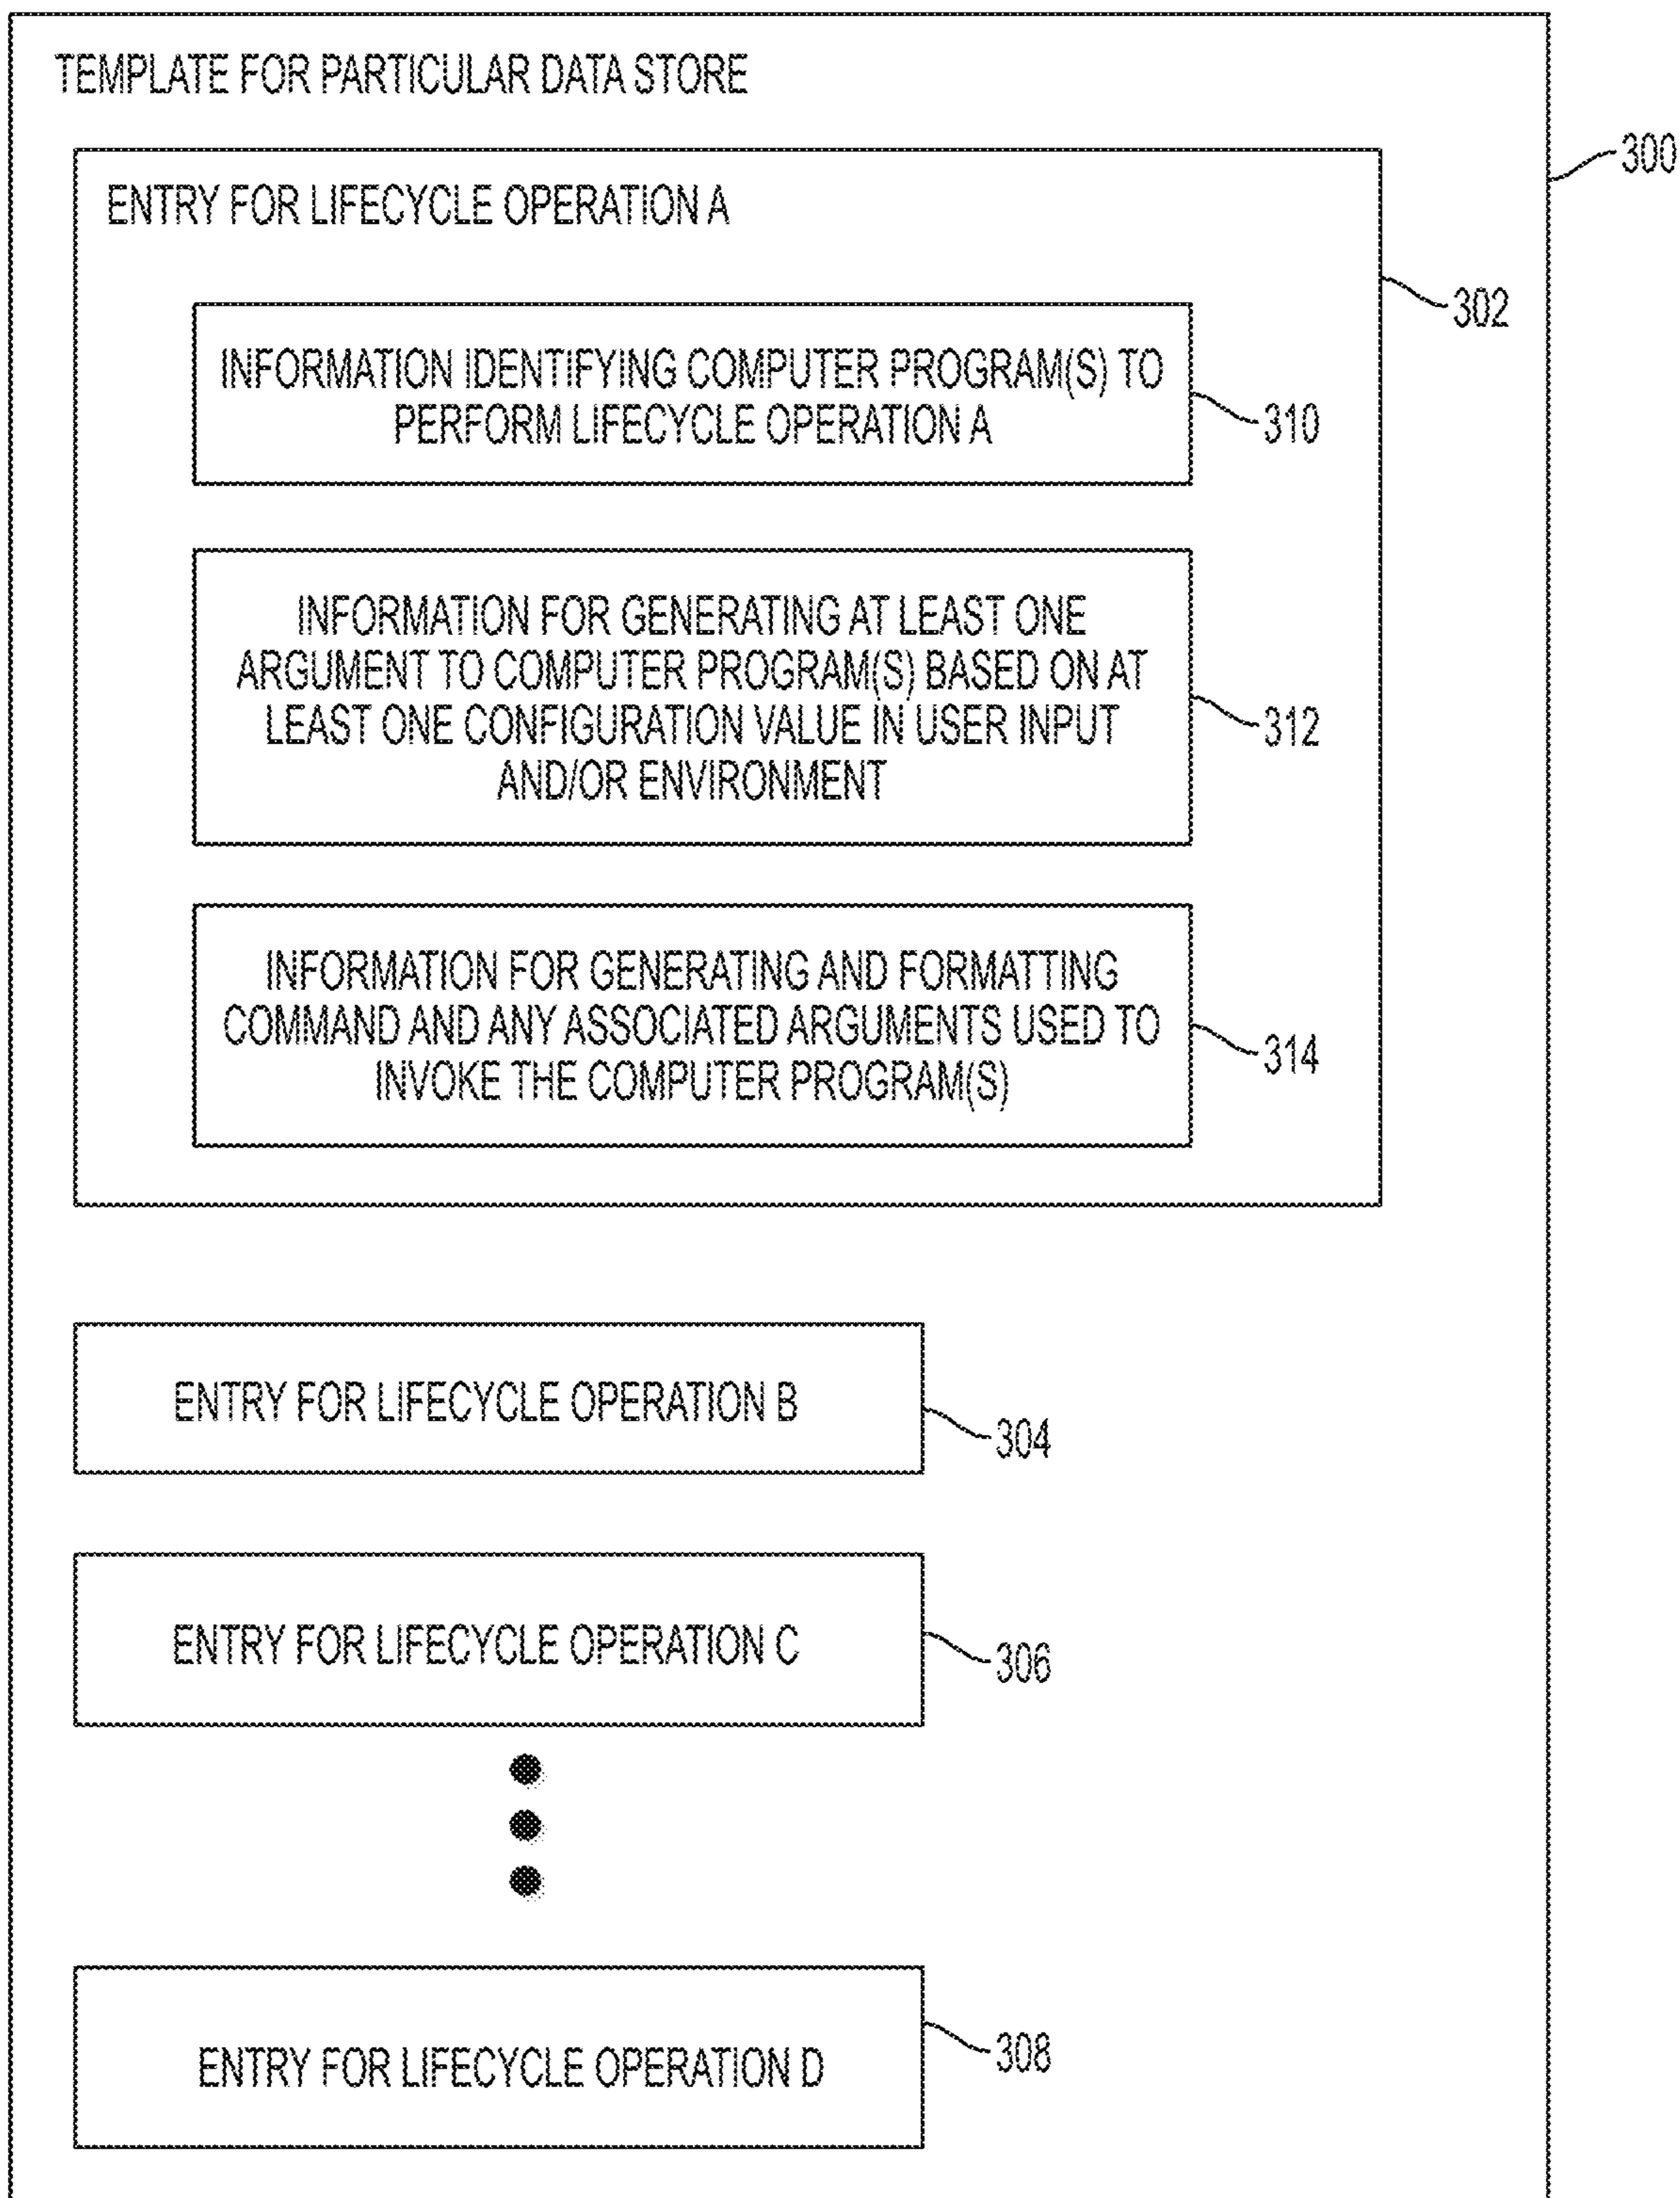 TEMPLATE FOR PARTICULAR DATA STORE
300
ENTRY FOR LIFECYCLE OPERATION A
302
INFORMATION IDENTIFYING COMPUTER PROGRAM(S) TO
PERFORM LIFECYCLE OPERATION A
310
INFORMATION FOR GENERATING AT LEAST ONE
ARGUMENT TO COMPUTER PROGRAM(S) BASED ON AT
LEAST ONE CONFIGURATION VALUE IN USER INPUT
AND/OR ENVIRONMENT
312
INFORMATION FOR GENERATING AND FORMATTING
COMMAND AND ANY ASSOCIATED ARGUMENTS USED TO
INVOKE THE COMPUTER PROGRAM(S)
314
ENTRY FOR LIFECYCLE OPERATION B
304
ENTRY FOR LIFECYCLE OPERATION C
306
ENTRY FOR LIFECYCLE OPERATION D
308